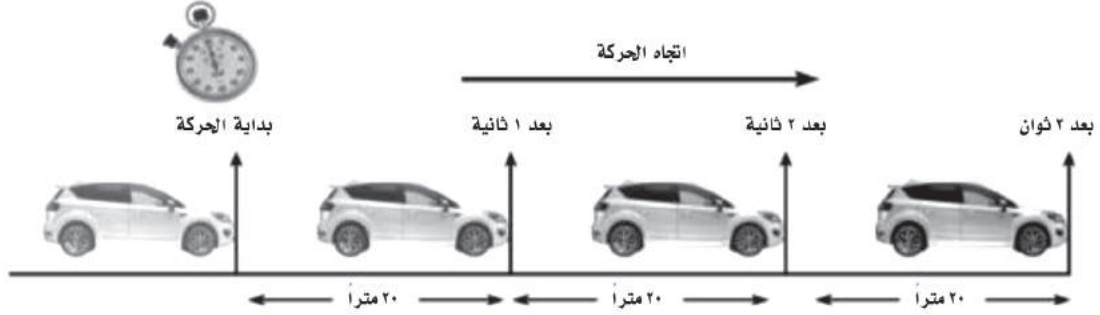 اتجاه الحركة
بداية الحركة
بعد ١ ثانية
بعد ٢ ثانية
بعد ٣ ثوان
٢٠ متراً
٢٠ متراً
٢٠ متراً